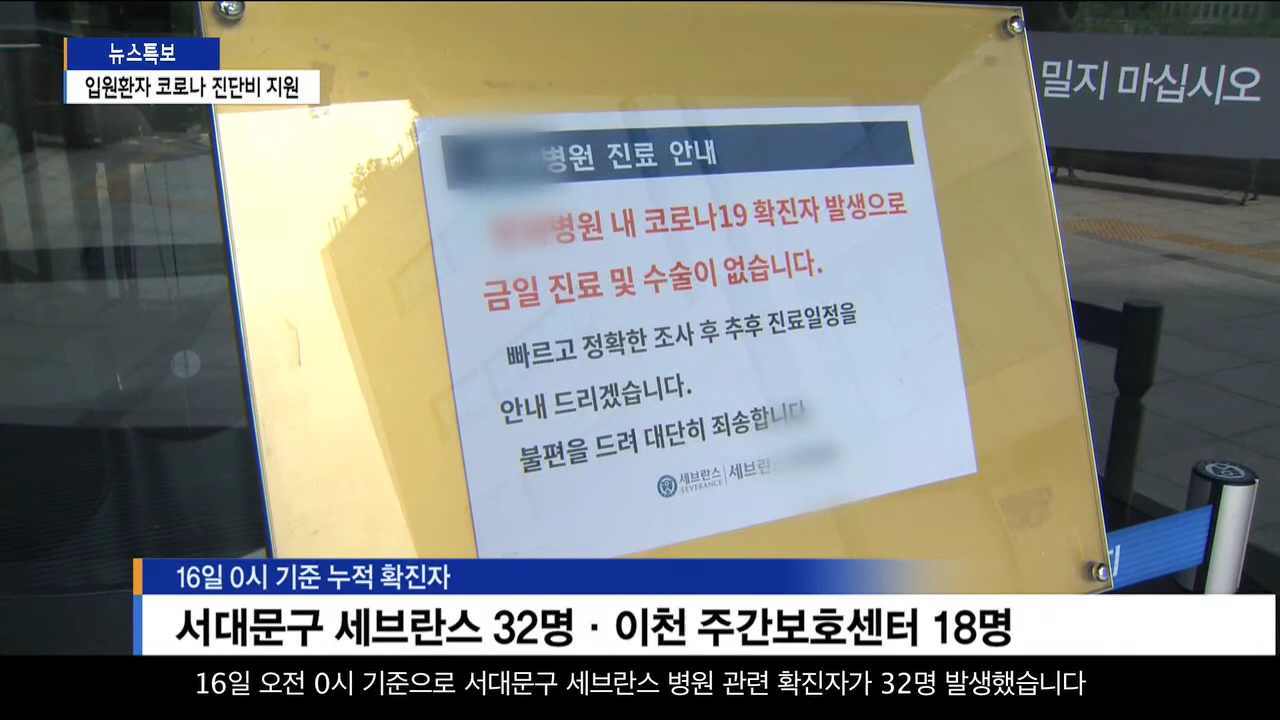 뉴스특보
입원환자 코로나 진단비 지원
밀지 마십시오
병원 진료 안내
병원 내 코로나19 확진자 발생으로
금일 진료 및 수술이 없습니다.
빠르고 정확한 조사 후 추후 진료일정을
안내 드리겠습니다.
불편을 드려 대단히 죄송합니다
세브란스
SEVERANCE
세브란
16일 0시 기준 누적 확진자
서대문구 세브란스 32명 · 이천 주간보호센터 18명
16일 오전 0시 기준으로 서대문구 세브란스 병원 관련 확진자가 32명 발생했습니다